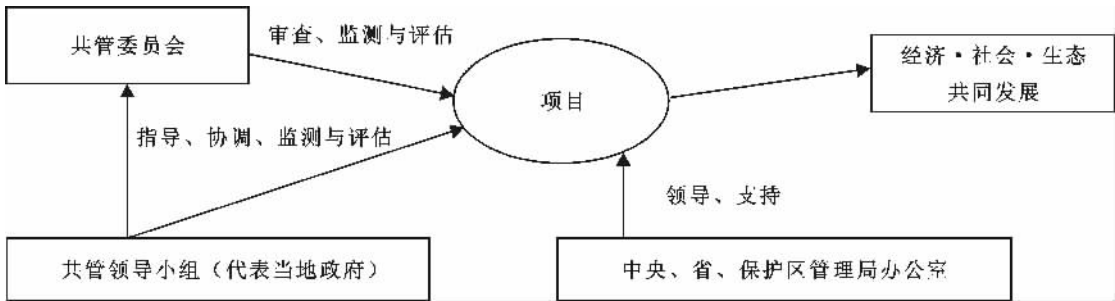 共管委员会
审查、监测与评估
项目
经济·社会·生态
共同发展
指导、协调、监测与评估
领导、支持
共管领导小组（代表当地政府）
中央、省、保护区管理局办公室